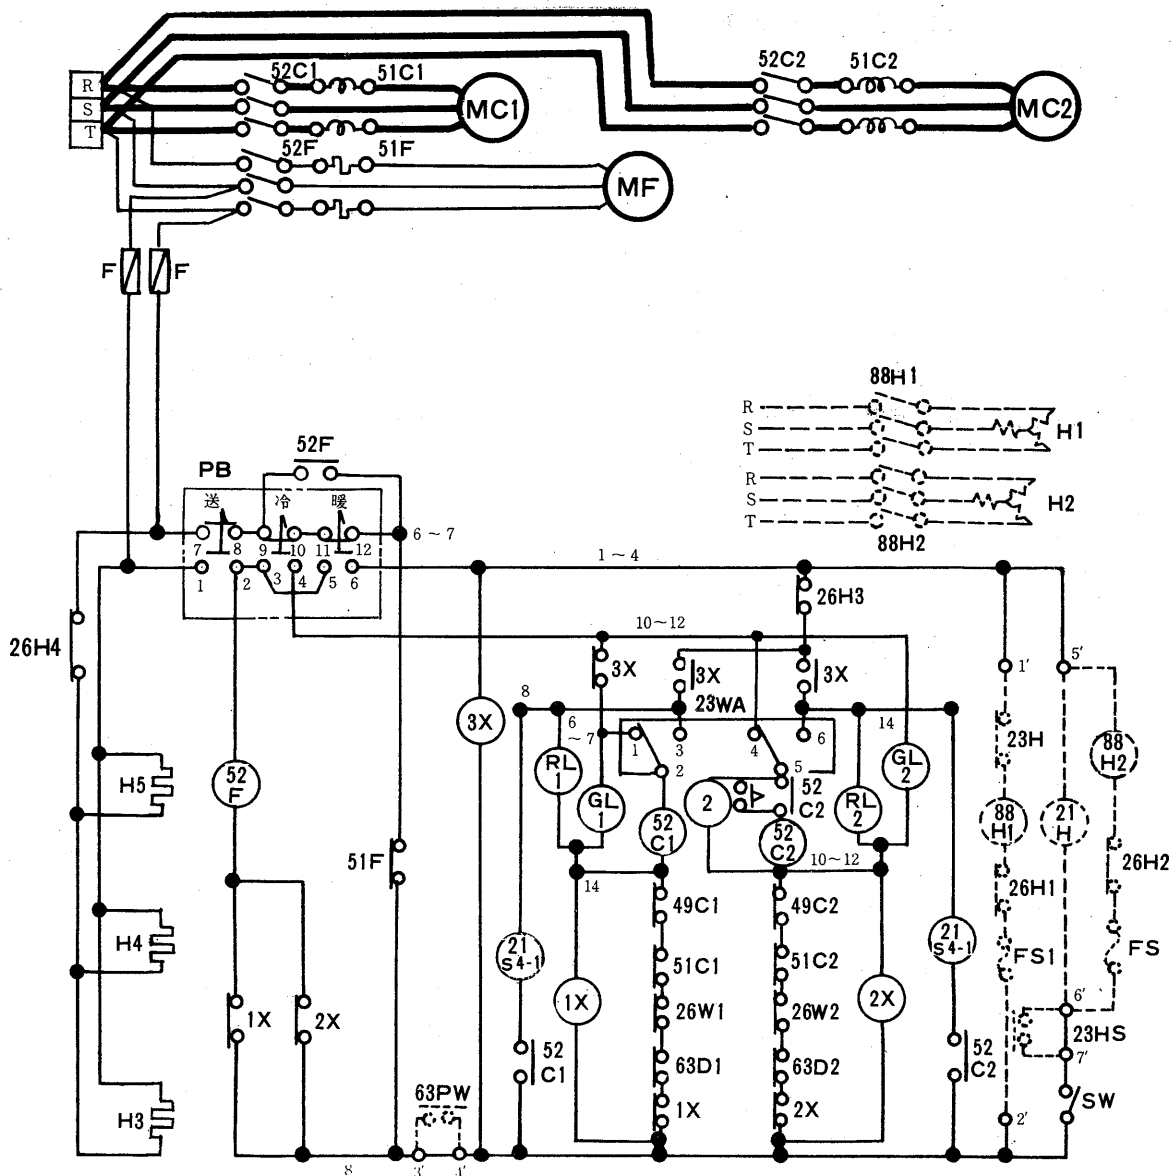 52C1 51C1
52C2 51C2
R
S
T
MC1
MC2
52F 51F
MF
F F
88H1
R
S
T
H1
R
S
T
H2
88H2
52F
PB
送 冷 暖
7 8 9 10 11 12
6~7
1 2 3 4 5 6
1~4
26H3
26H4
10~12
3X
3X
3X
8
23WA
14
6
~7
1 2 3 4 5 6
3X
1'
5'
23H
88
H2
H5
52
F
RL
1
GL
1
52
C1
2
52
C2
52
C2
RL
2
GL
2
88
H1
21
H
51F
14
10~12
26H1
26H2
49C1
49C2
H4
21
S4-1
51C1
51C2
21
S4-1
FS1
FS
1X
2X
1X
26W1
26W2
2X
6'
23HS
7'
52
C1
63D1
63D2
52
C2
H3
63PW
1X
2X
SW
2'
8
3' 4'